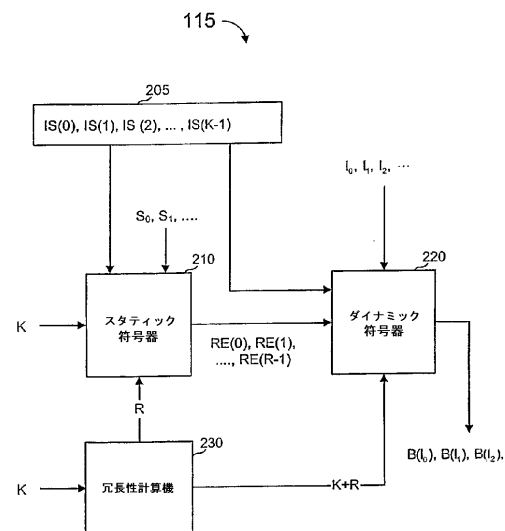 115
205
IS(0), IS(1), IS (2), ... , IS(K-1)
I₀, I₁, I₂, ...
S₀, S₁, ....
210
220
K
スタティック
符号器
ダイナミック
符号器
RE(0), RE(1),
...., RE(R-1)
R
230
B(I₀), B(I₁), B(I₂),
K
冗長性計算機
K+R